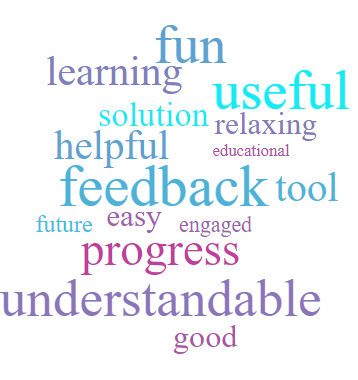 fun
learning
useful
solution
relaxing
helpful
educational
feedback
tool
easy
future
engaged
progress
understandable
good